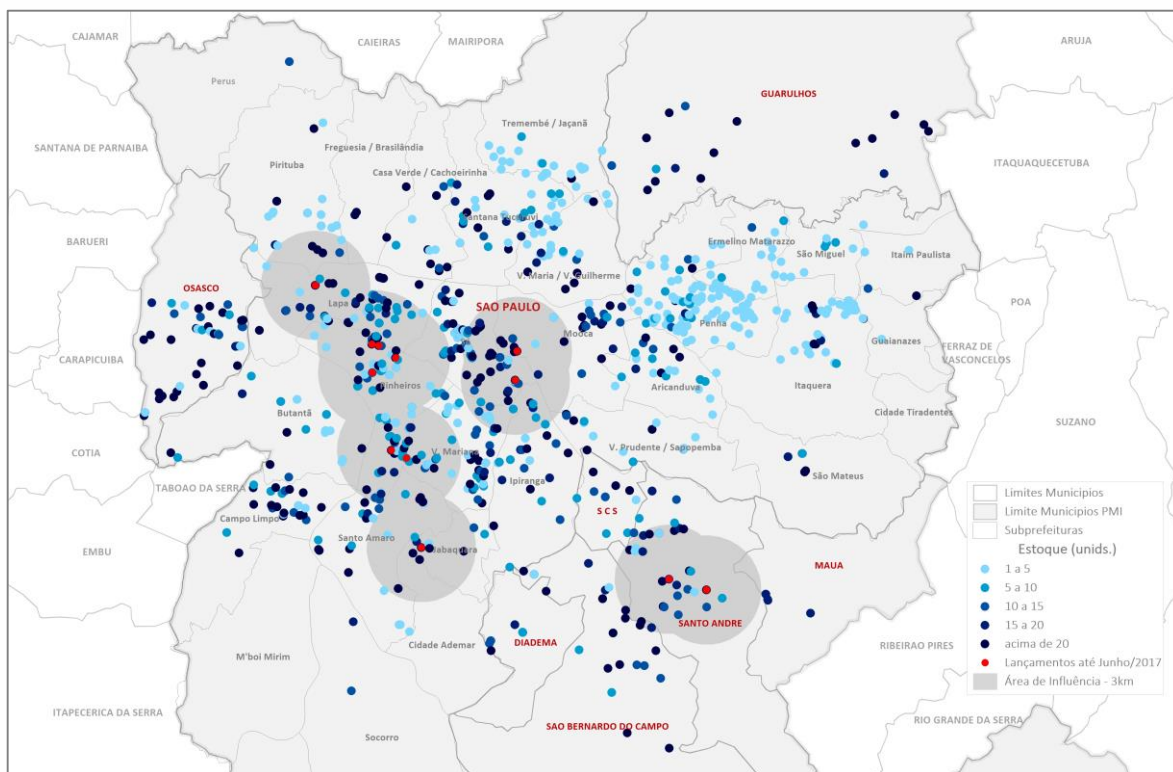 CAJAMAR
CAIEIRAS
MAIRIPORA
ARUJA
Perus
GUARULHOS
Tremembé / Jaçanã
SANTANA DE PARNAIBA
Freguesia / Brasilândia
Pirituba
Casa Verde / Cachoeirinha
ITAQUAQUECETUBA
BARUERI
Ermelino Matarazzo
São Miguel
Itaim Paulista
V. Maria / V. Guilherme
OSASCO
Lapa
SAO PAULO
POA
Mooca
Penha
Guaianazes
FERRAZ DE
VASCONCELOS
CARAPICUIBA
Pinheiros
Aricanduva
Itaquera
Butantã
Cidade Tiradentes
SUZANO
COTIA
V. Mariana
V. Prudente / Sapopemba
TABOAO DA SERRA
Ipiranga
São Mateus
Campo Limpo
S C S
Santo Amaro
EMBU
MAUA
SANTO ANDRE
DIADEMA
Cidade Ademar
M'boi Mirim
RIBEIRAO PIRES
ITAPECERICA DA SERRA
SAO BERNARDO DO CAMPO
RIO GRANDE DA SERRA
Socorro
Limites Municipios
Limite Municipios PMI
Subprefeituras
Estoque (unids.)
1 a 5
5 a 10
10 a 15
15 a 20
acima de 20
Lançamentos até Junho/2017
Área de Influência - 3km